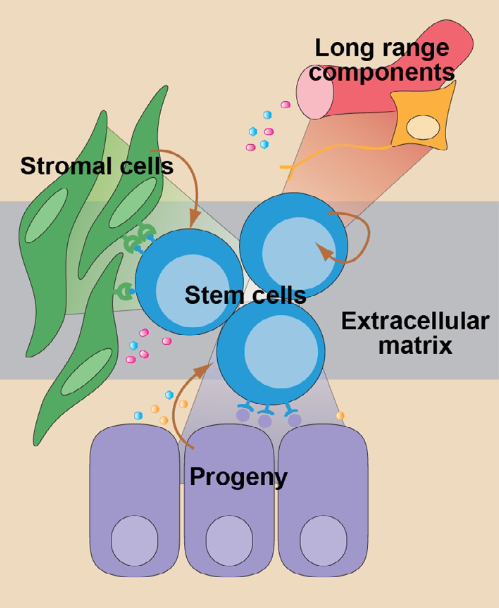 Long range
components
Stromal cells
Stem cells
Extracellular
matrix
Progeny